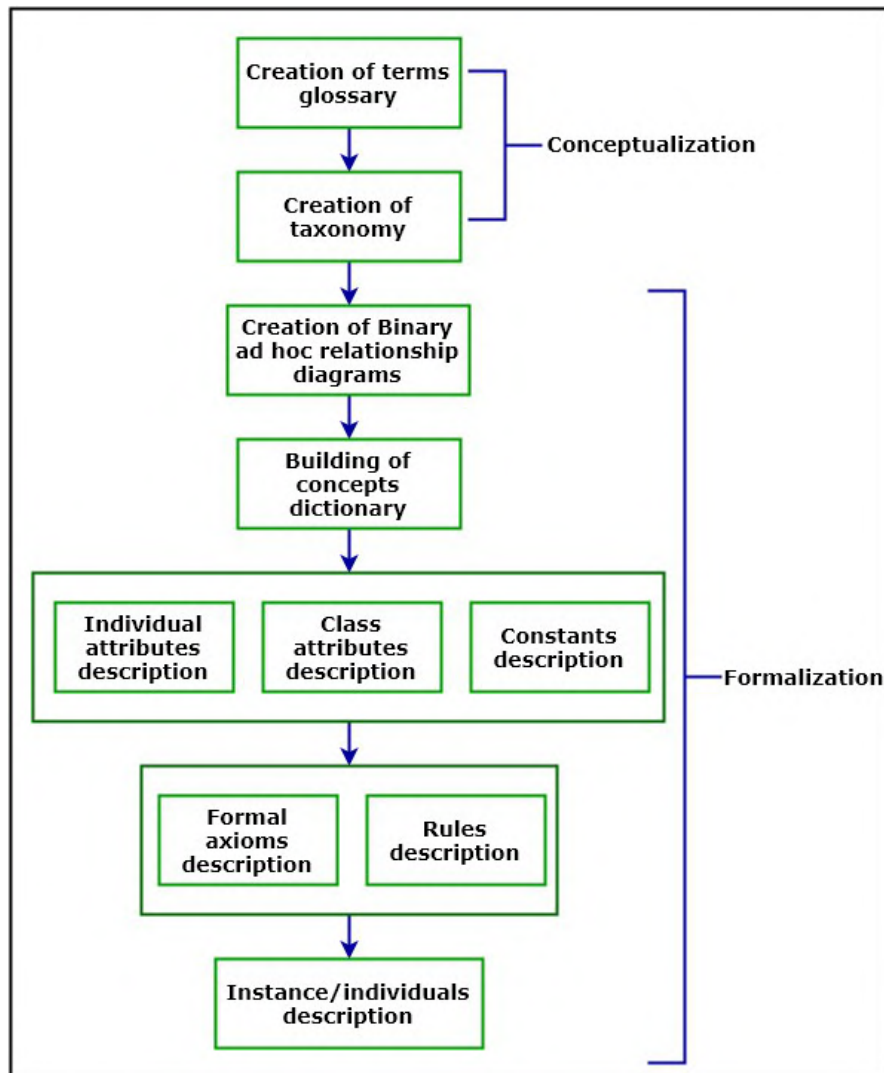 Creation of terms
glossary
Conceptualization
Creation of
taxonomy
Creation of Binary
ad hoc relationship
diagrams
Building of
concepts
dictionary
Individual
attributes
description
Class
attributes
description
Constants
description
Formalization
Formal
axioms
description
Rules
description
Instance/individuals
description